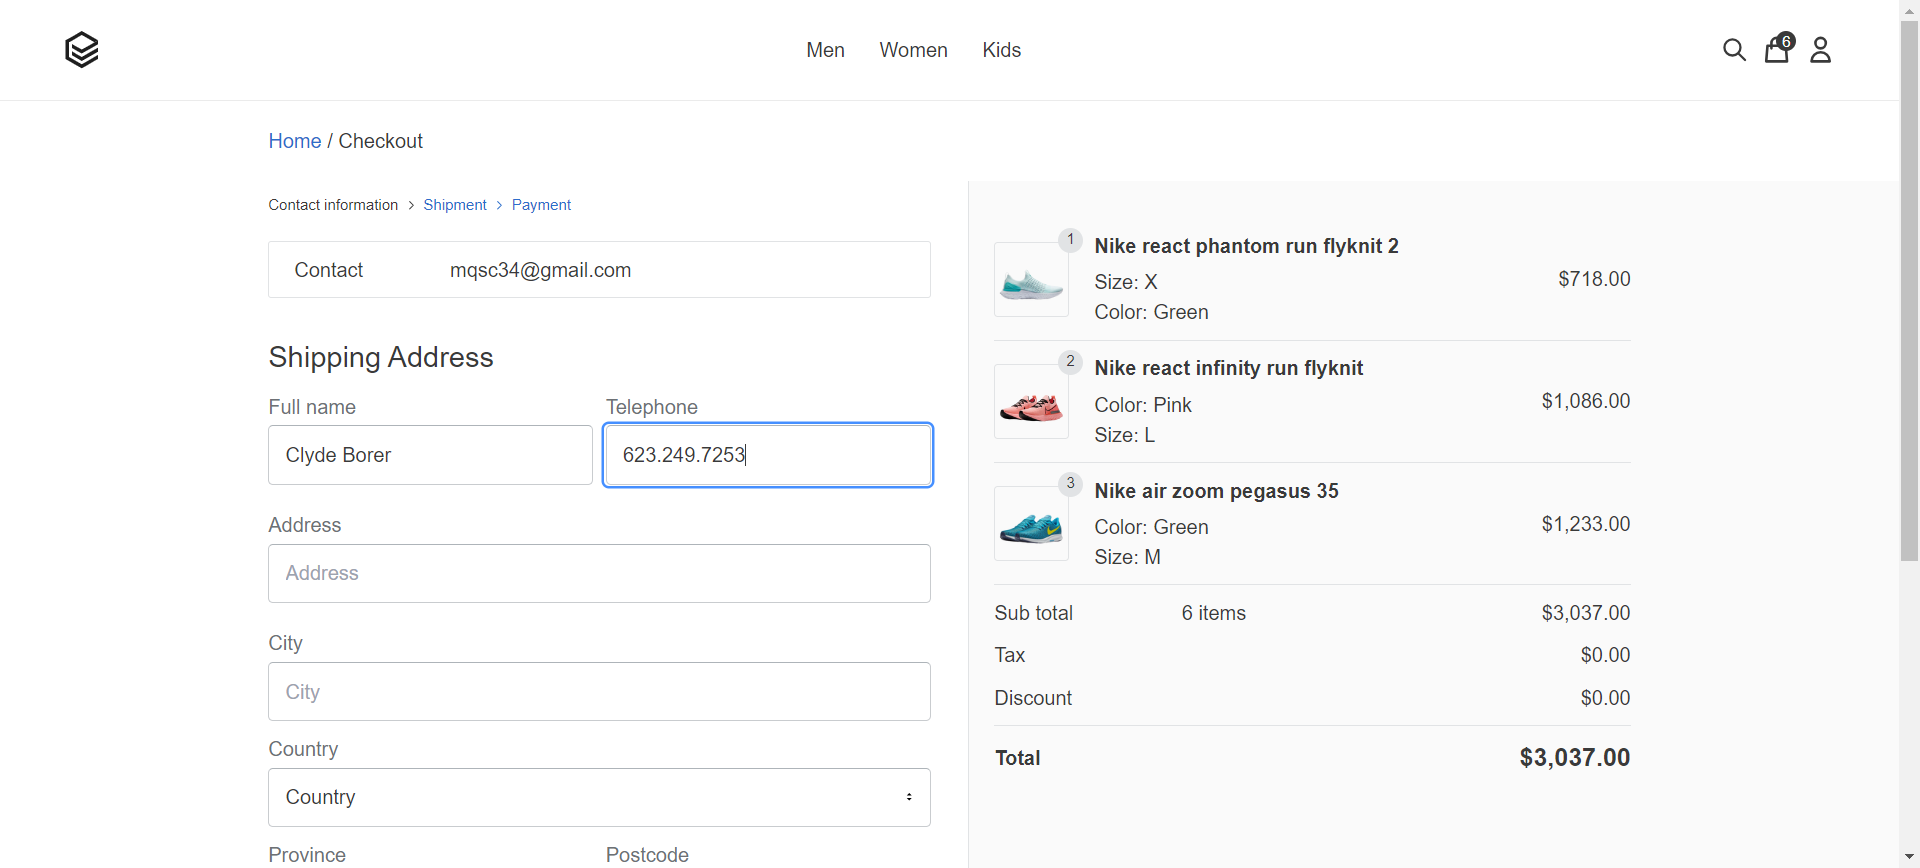 Men
Women
Kids
6
Home / Checkout
Contact information
Shipment
Payment
Contact
mqsc34@gmail.com
Shipping Address
Full name
Telephone
Clyde Borer
623.249.7253
Address
Address
City
City
Country
Country
Province
Postcode
1
Nike react phantom run flyknit 2
Size: X
Color: Green
$718.00
2
Nike react infinity run flyknit
Color: Pink
Size: L
$1,086.00
3
Nike air zoom pegasus 35
Color: Green
Size: M
$1,233.00
Sub total
6 items
$3,037.00
Tax
$0.00
Discount
$0.00
Total
$3,037.00